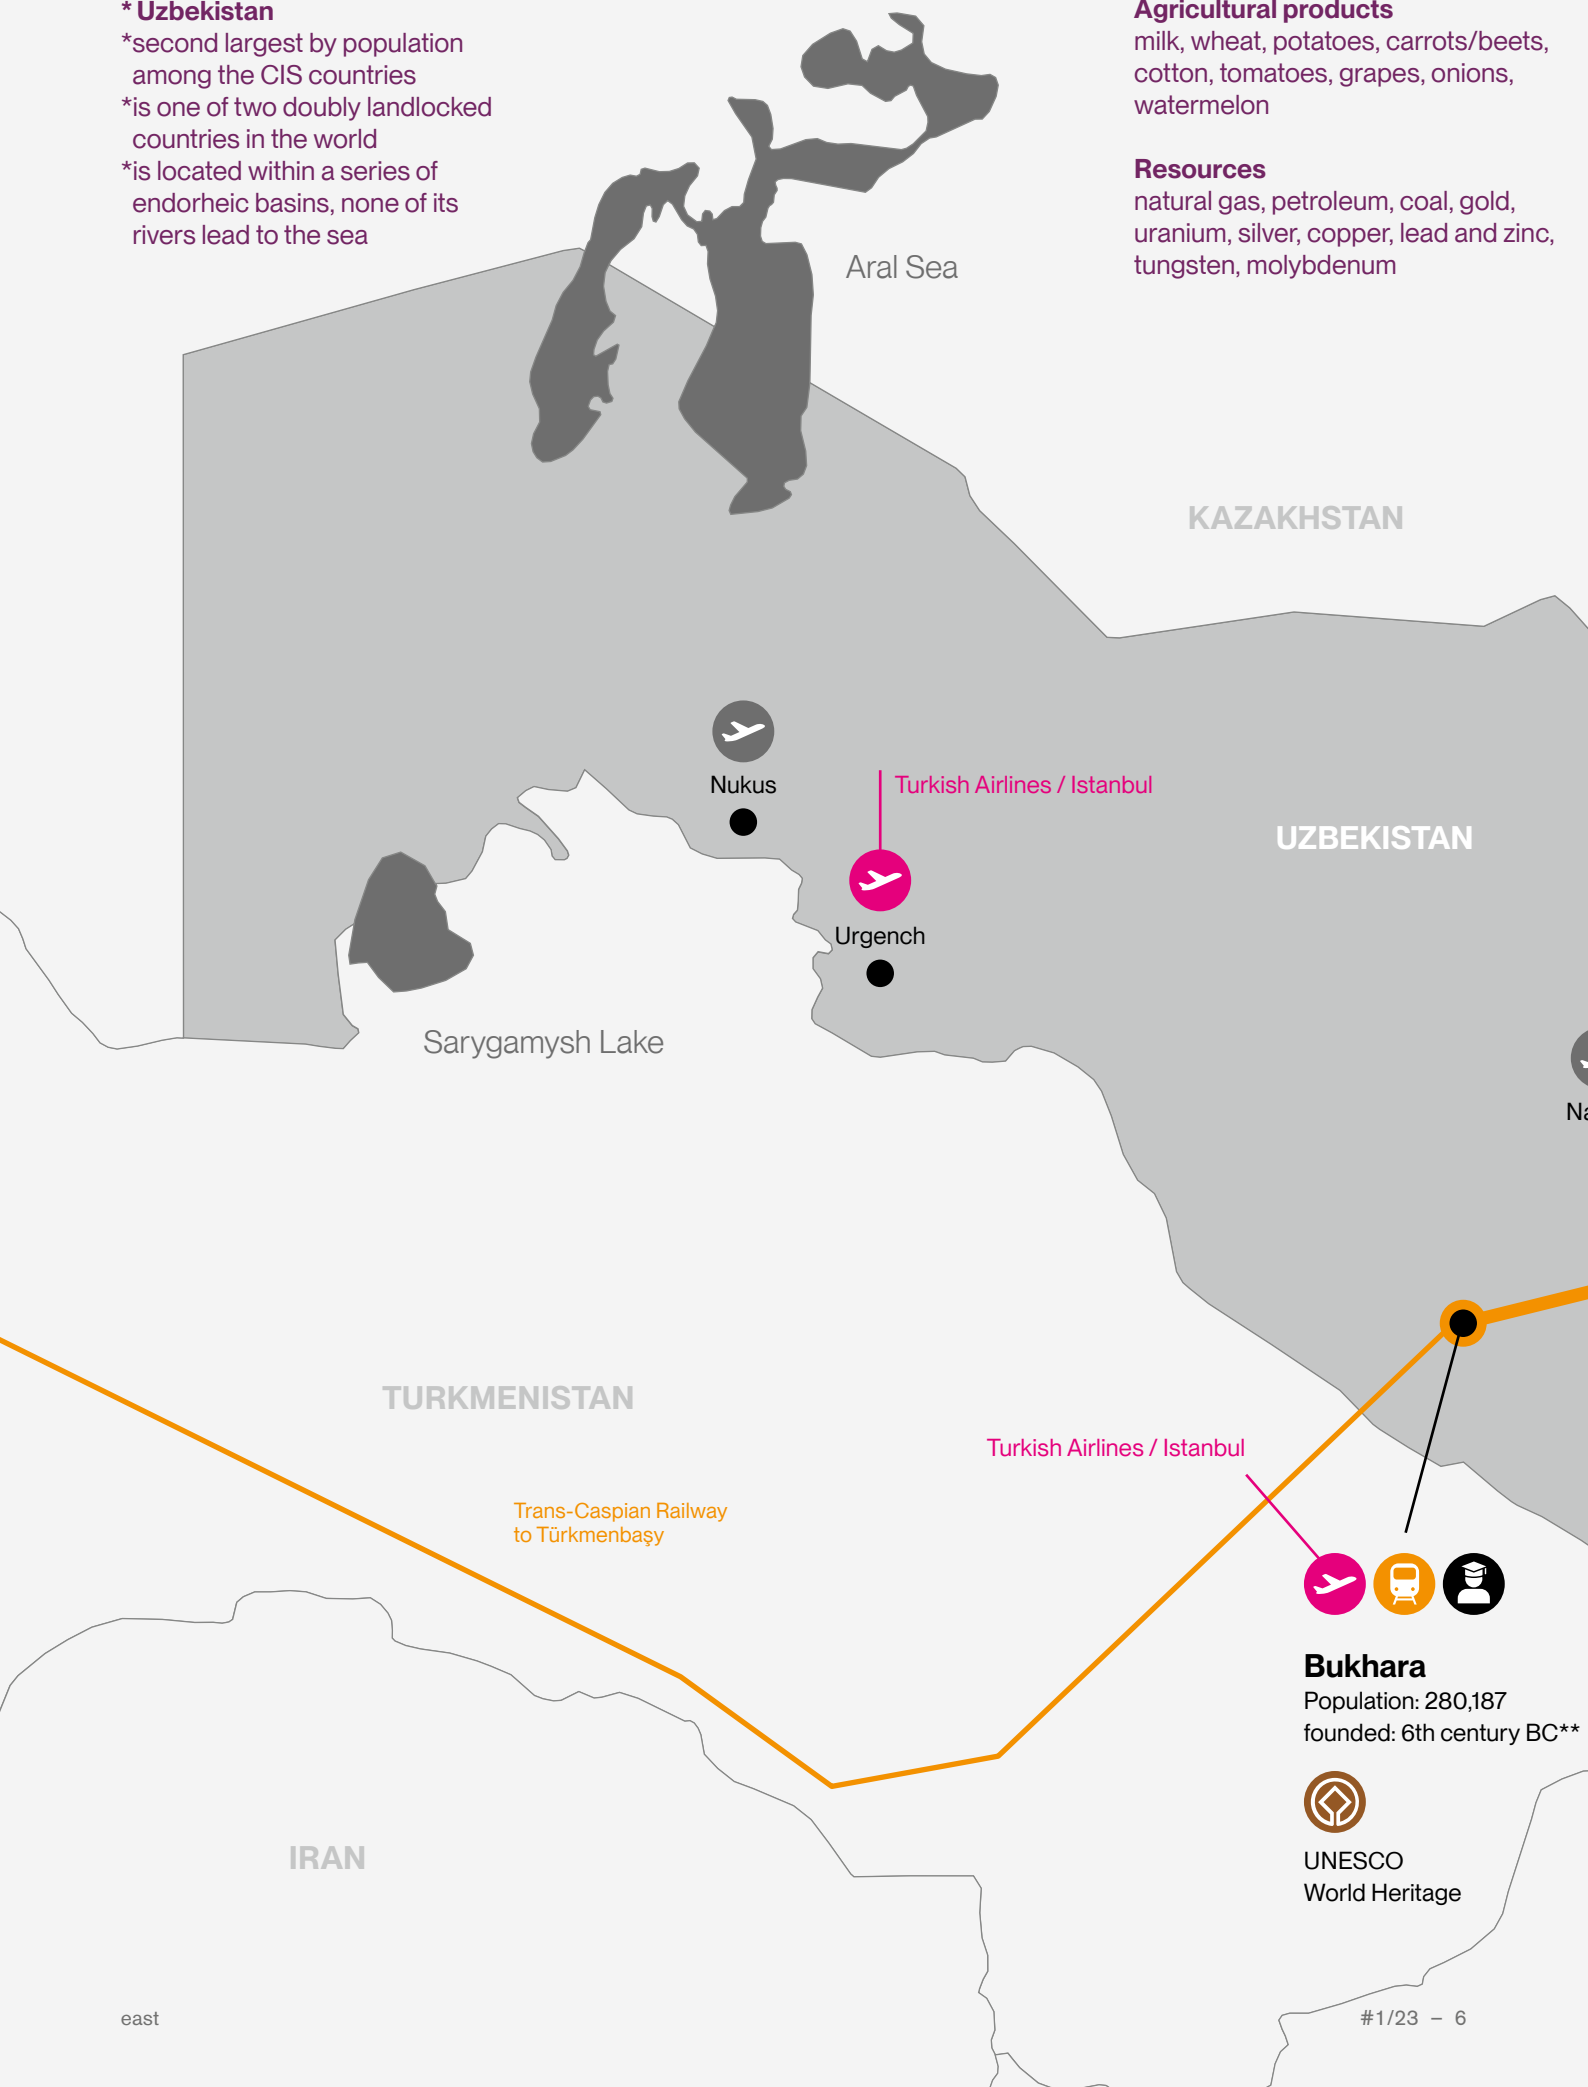 * Uzbekistan
*second largest by population
among the CIS countries
*is one of two doubly landlocked
countries in the world
*is located within a series of
endorheic basins, none of its
rivers lead to the sea
Agricultural products
milk, wheat, potatoes, carrots/beets,
cotton, tomatoes, grapes, onions,
watermelon
Resources
natural gas, petroleum, coal, gold,
uranium, silver, copper, lead and zinc,
tungsten, molybdenum
Aral Sea
KAZAKHSTAN
Nukus
Turkish Airlines / Istanbul
UZBEKISTAN
Urgench
Sarygamysh Lake
TURKMENISTAN
Turkish Airlines / Istanbul
Trans-Caspian Railway
to Türkmenbaşy
Bukhara
Population: 280,187
founded: 6th century BC**
UNESCO
World Heritage
IRAN
east
#1/23 – 6